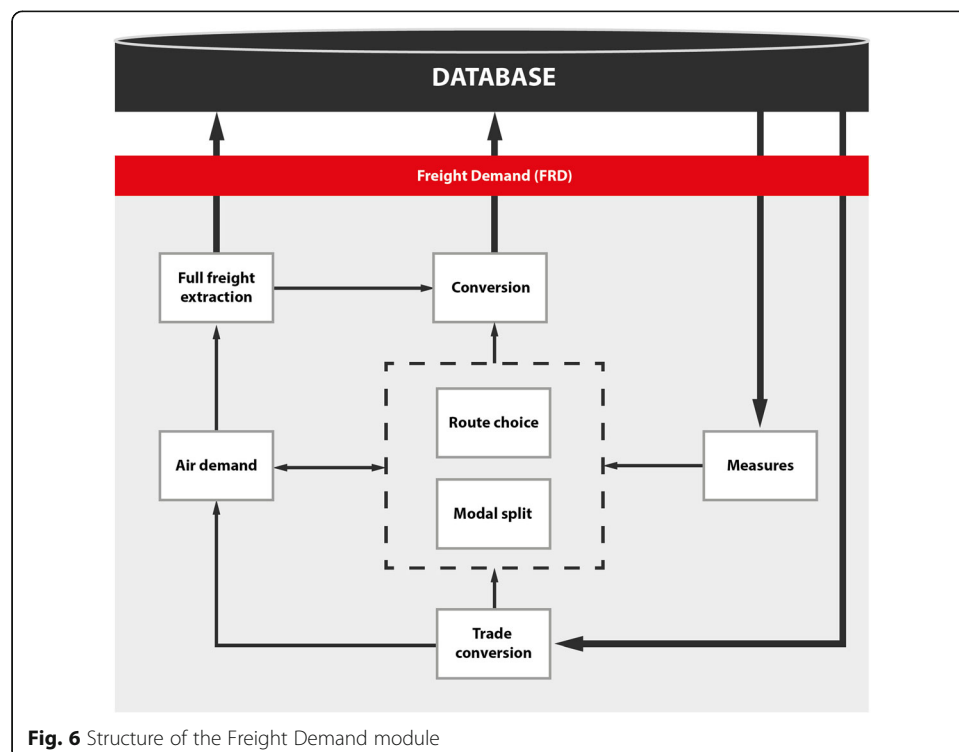 DATABASE
Freight Demand (FRD)
Full freight
extraction
Conversion
Route choice
Air demand
Measures
Modal split
Trade
conversion
Fig. 6 Structure of the Freight Demand module